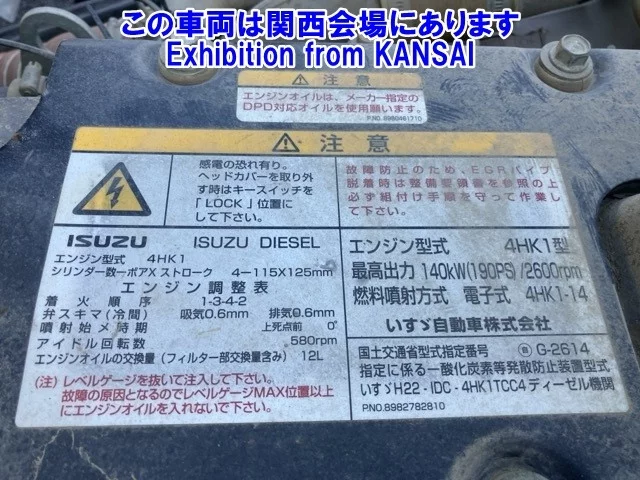 この車両は関西会場にあります
Exhibition from KANSAI
注意
エンジンオイルは、メーカー指定の
DPD対応オイルを使用願います。
P.NO.8980461710
注意
感電の恐れ有り。
ヘッドカバーを取り外
す時はキースイッチを
「LOCK」位置に
して下さい。
故障防止のため、EGRパイプ
脱着時は整備要領書を参照の上
必ず組付け手順を守って作業し
て下さい。
ISUZU ISUZU DIESEL
エンジン型式 4HK1
シリンダー数ーボアXストローク 4-115X125mm
エンジン調整表
着火順序 1-3-4-2
弁スキマ(冷間) 吸気0.6mm 排気0.6mm
噴射始メ時期 上死点前 0°
アイドル回転数 580rpm
エンジンオイルの交換量(フィルター部交換量含み) 12L
(注)レベルゲージを抜いて注入して下さい。
故障の原因となるのでレベルゲージMAX位置以上
にエンジンオイルを入れないで下さい。
エンジン型式 4HK1型
最高出力 140kW(190PS)/2600rpm
燃料噴射方式 電子式 4HK1-14
いすゞ自動車株式会社
国土交通省型式指定番号 G-2614
指定に係る一酸化炭素等発散防止装置型式
いすゞH22-IDC-4HK1TCC4ディーゼル機関
P.NO.8982782810